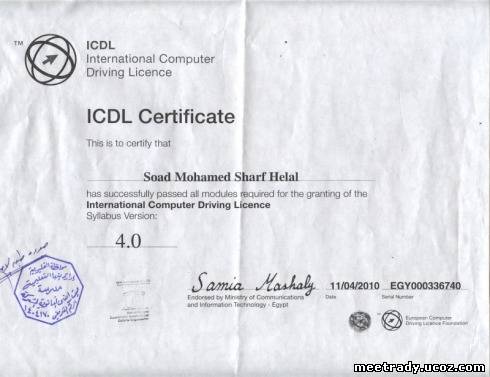 TM
ICDL
International Computer
Driving Licence
ICDL Certificate
This is to certify that
Soad Mohamed Sharf Helal
has successfully passed all modules required for the granting of the
International Computer Driving Licence
Syllabus Version:
4.0
Samia Mashaly
11/04/2010 EGY000336740
Endorsed by Ministry of Communications
and Information Technology - Egypt
Date
Serial Number
European Computer
Driving Licence Foundation
محافظة القليوبية
meetrady.ucoz.com